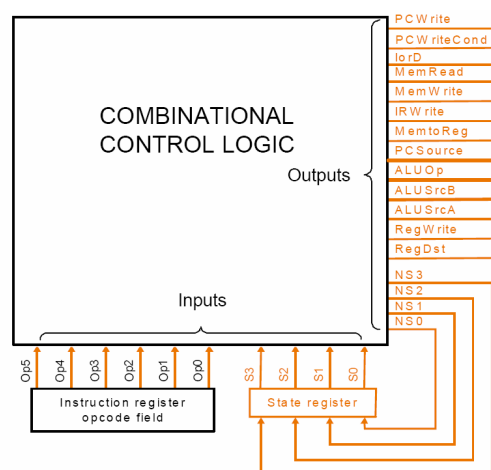 PCWrite
PCWriteCond
IorD
MemRead
MemWrite
IRWrite
MemtoReg
PCSource
ALUOp
ALUSrcB
ALUSrcA
RegWrite
RegDst
NS3
NS2
NS1
NS0
COMBINATIONAL
CONTROL LOGIC
Outputs
Inputs
Op5
Op4
Op3
Op2
Op1
Op0
S3
S2
S1
S0
Instruction register
opcode field
State register